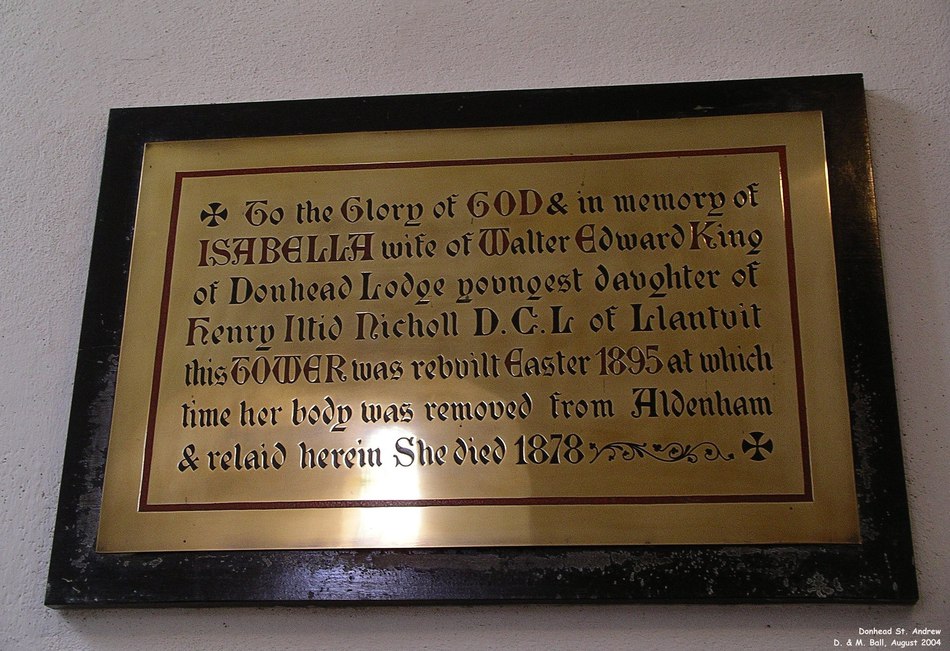 ✠ To the Glory of GOD & in memory of
ISABELLA wife of Walter Edward King
of Donhead Lodge youngest daughter of
Henry Iltid Nicholl D.C.L of Llantvit
this TOWER was rebvilt Easter 1895 at which
time her body was removed from Aldenham
& relaid herein She died 1878 ✠
Donhead St. Andrew
D. & M. Ball, August 2004